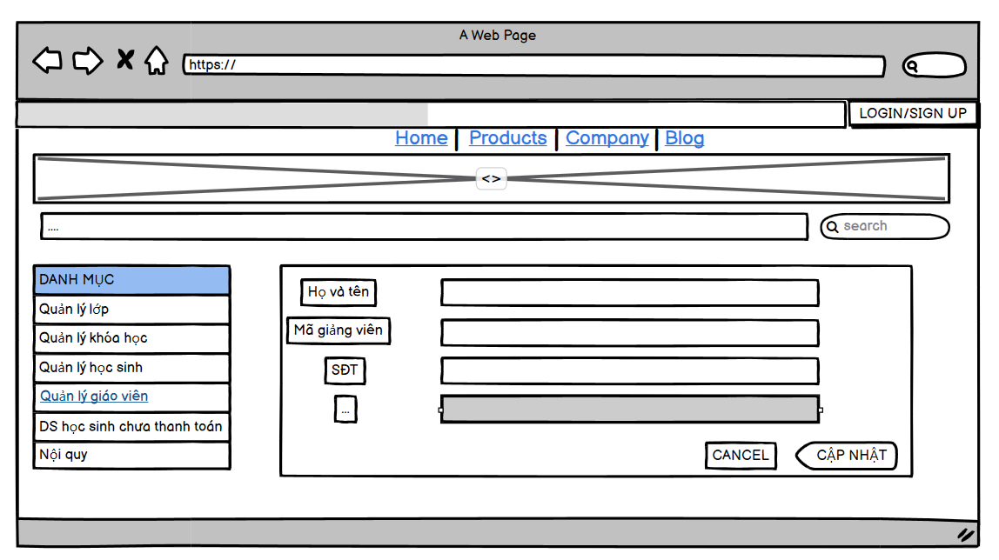 A Web Page
https://
LOGIN/SIGN UP
Home | Products | Company | Blog
<>
....
search
DANH MỤC
Quản lý lớp
Quản lý khóa học
Quản lý học sinh
Quản lý giáo viên
DS học sinh chưa thanh toán
Nội quy
Họ và tên
Mã giảng viên
SĐT
...
CANCEL
CẬP NHẬT